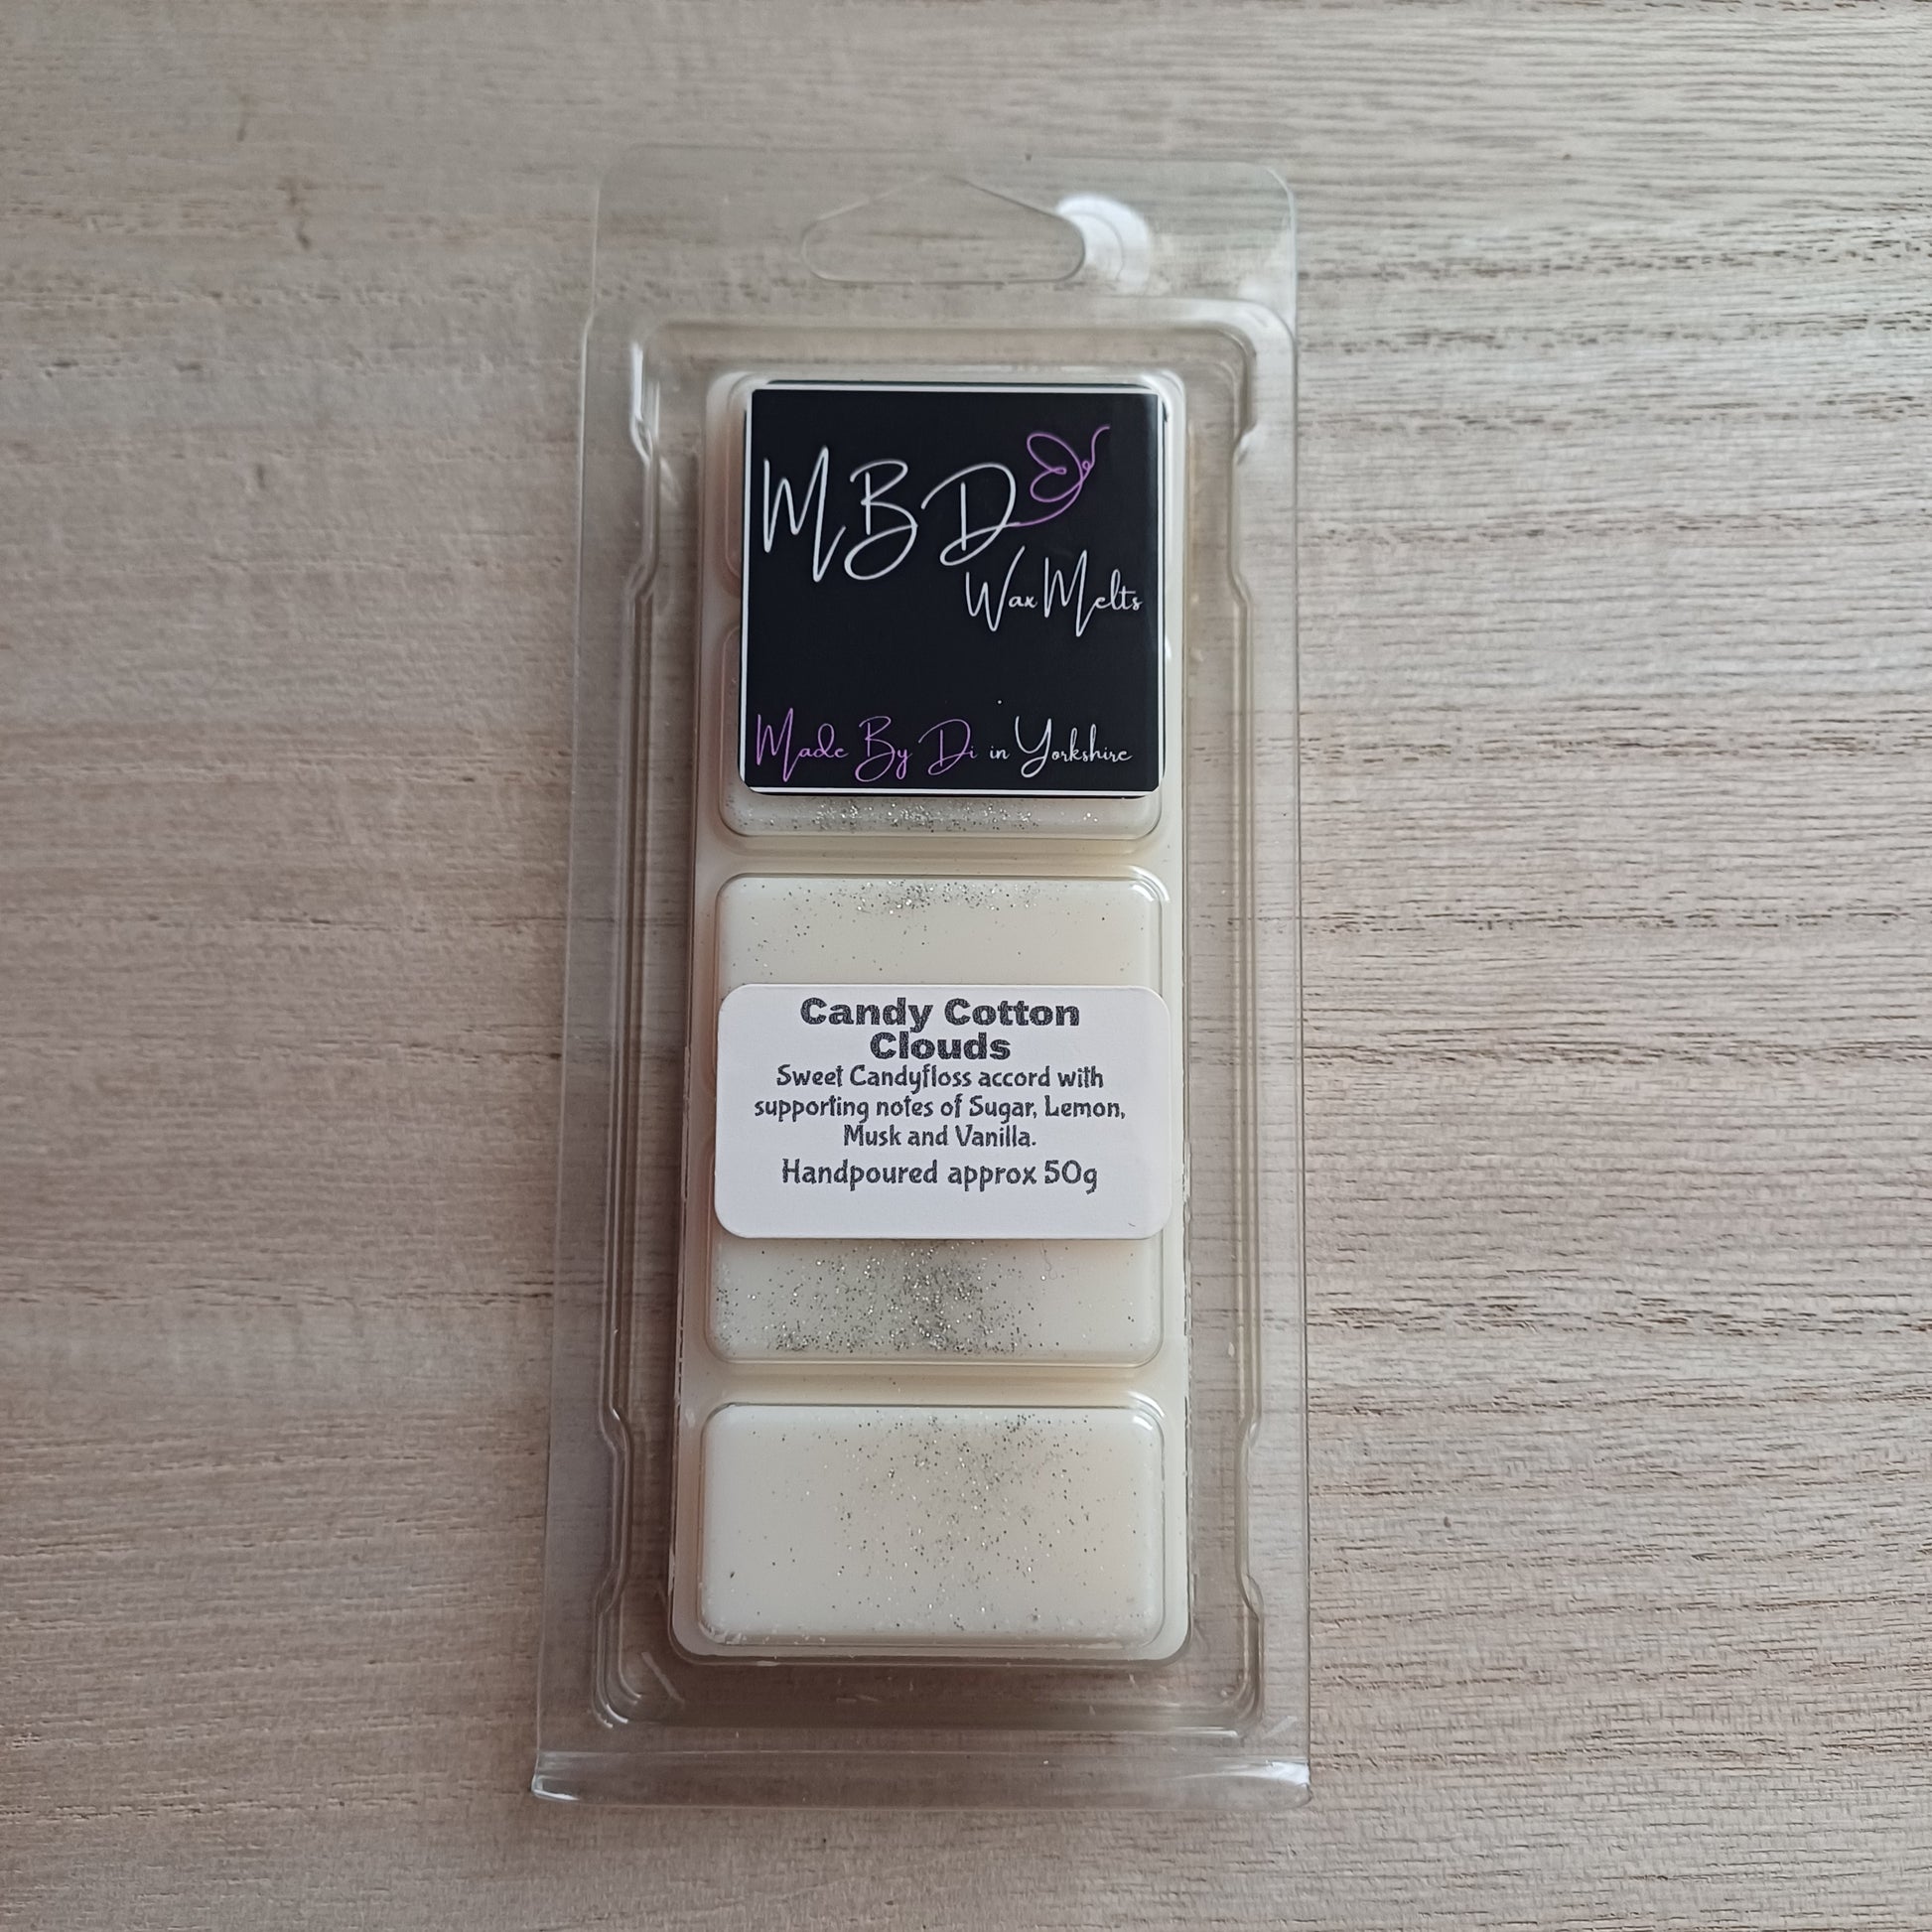 MBD
Wax Melts
Made By Di in Yorkshire
Candy Cotton
Clouds
Sweet Candyfloss accord with
supporting notes of Sugar, Lemon,
Musk and Vanilla.
Handpoured approx 50g